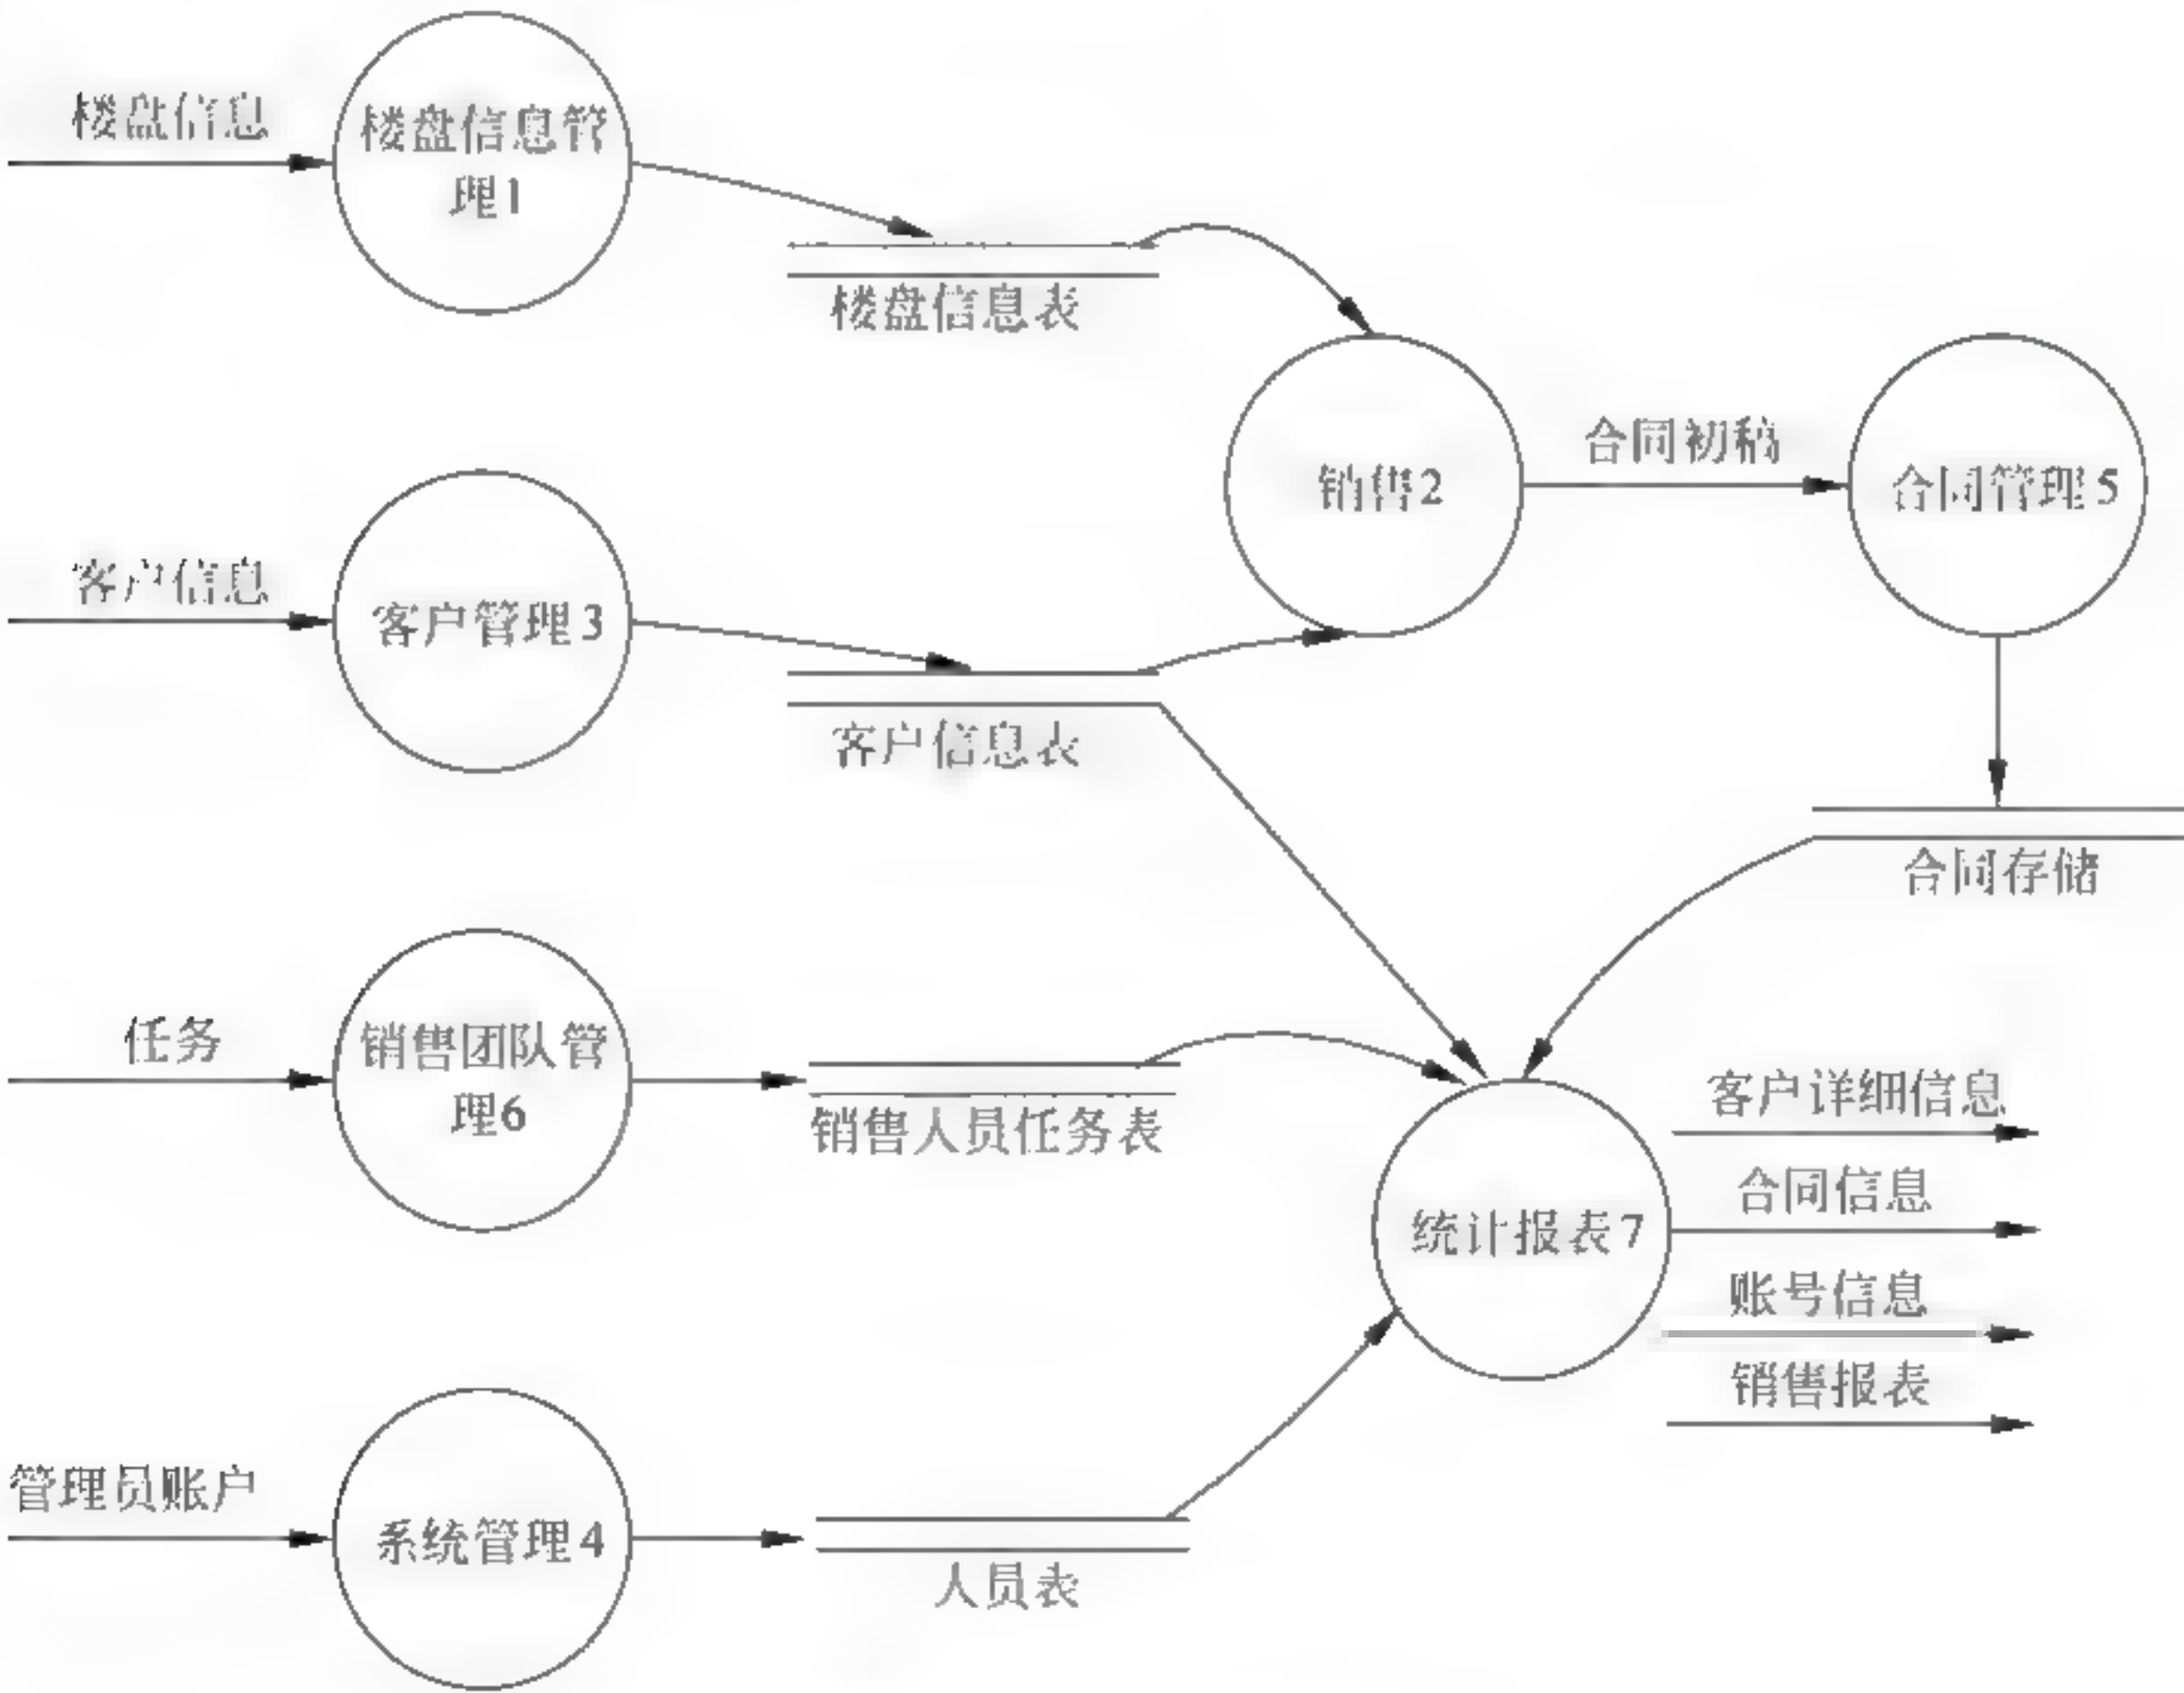 楼盘信息
楼盘信息管
理1
楼盘信息表
销售2
合同初稿
合同管理5
客户信息
客户管理3
客户信息表
合同存储
任务
销售团队管
理6
销售人员任务表
统计报表7
客户详细信息
合同信息
账号信息
销售报表
管理员账户
系统管理4
人员表